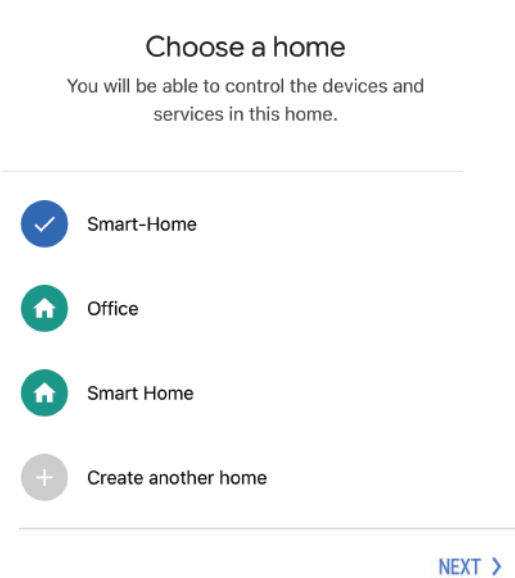 Choose a home
You will be able to control the devices and
services in this home.
Smart-Home
Office
Smart Home
Create another home
NEXT